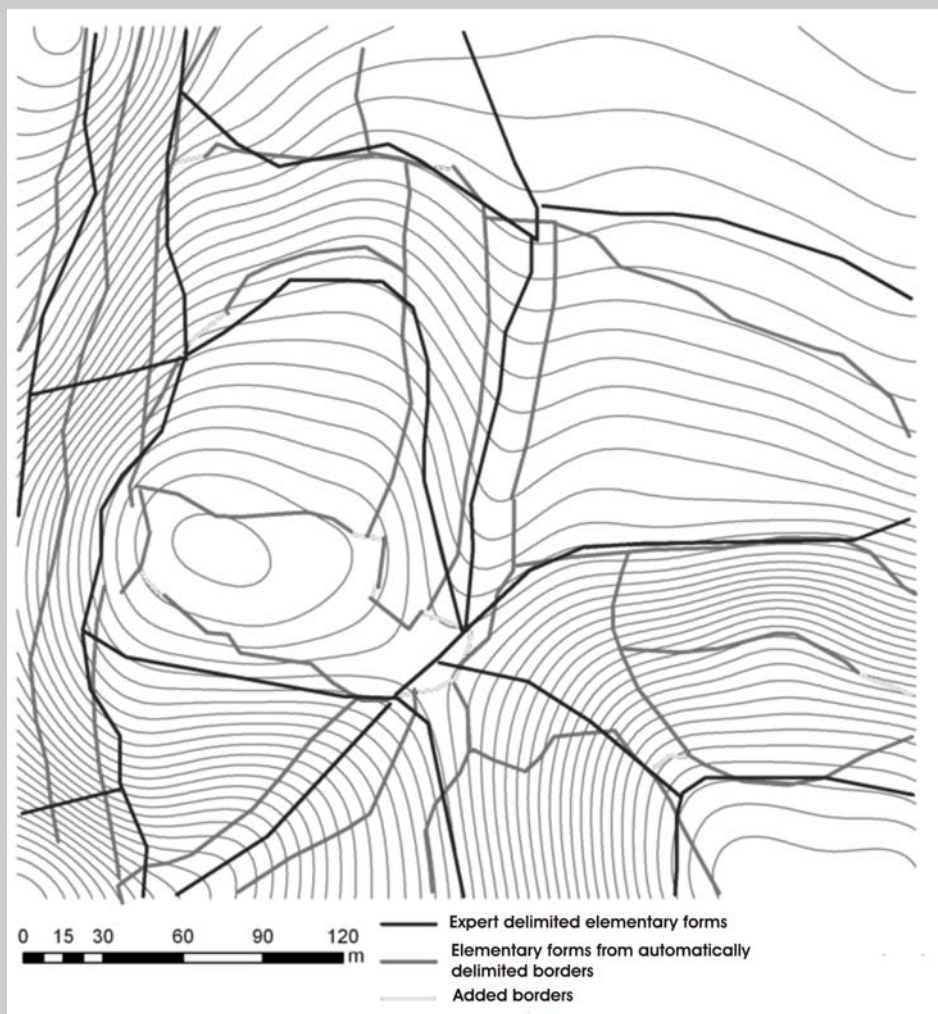 0 15 30 60 90 120
m
Expert delimited elementary forms
Elementary forms from automatically
delimited borders
Added borders